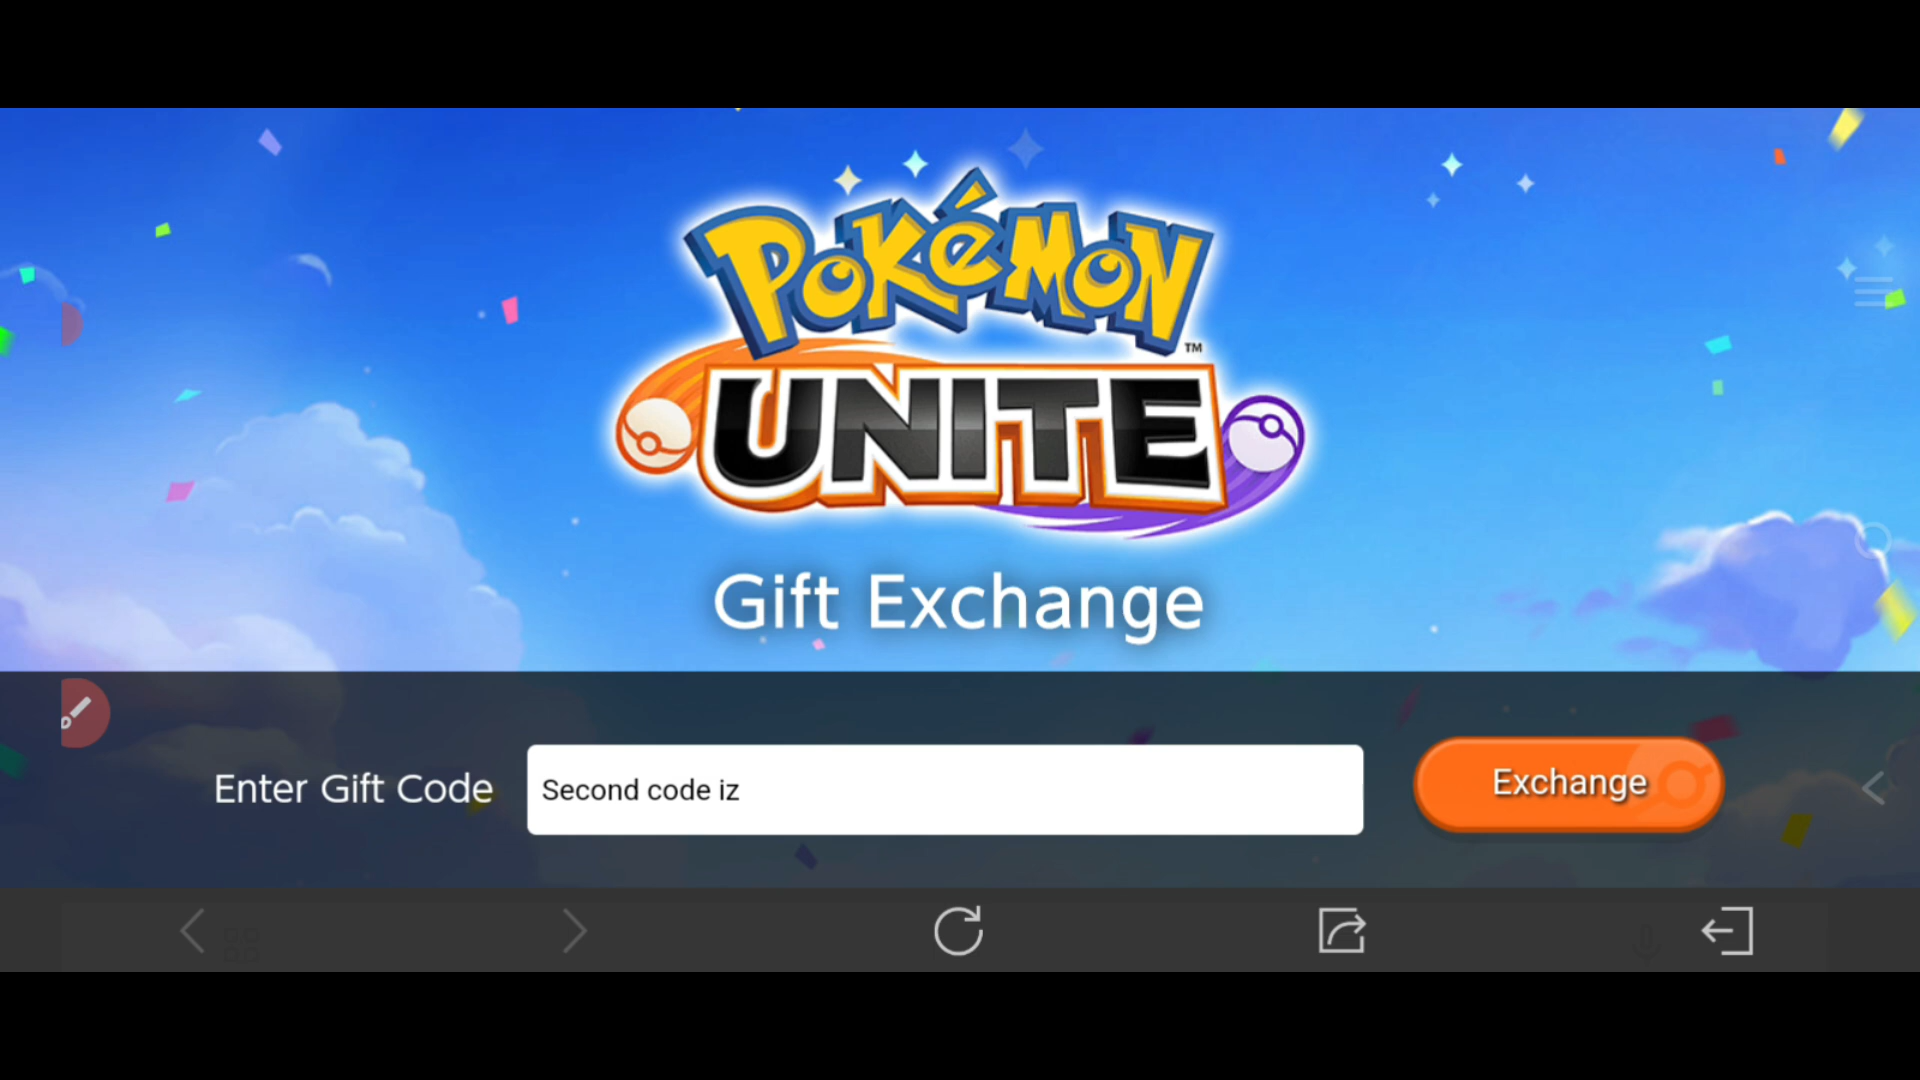 POKéMON
TM
UNITE
Gift Exchange
Enter Gift Code
Second code iz
Exchange